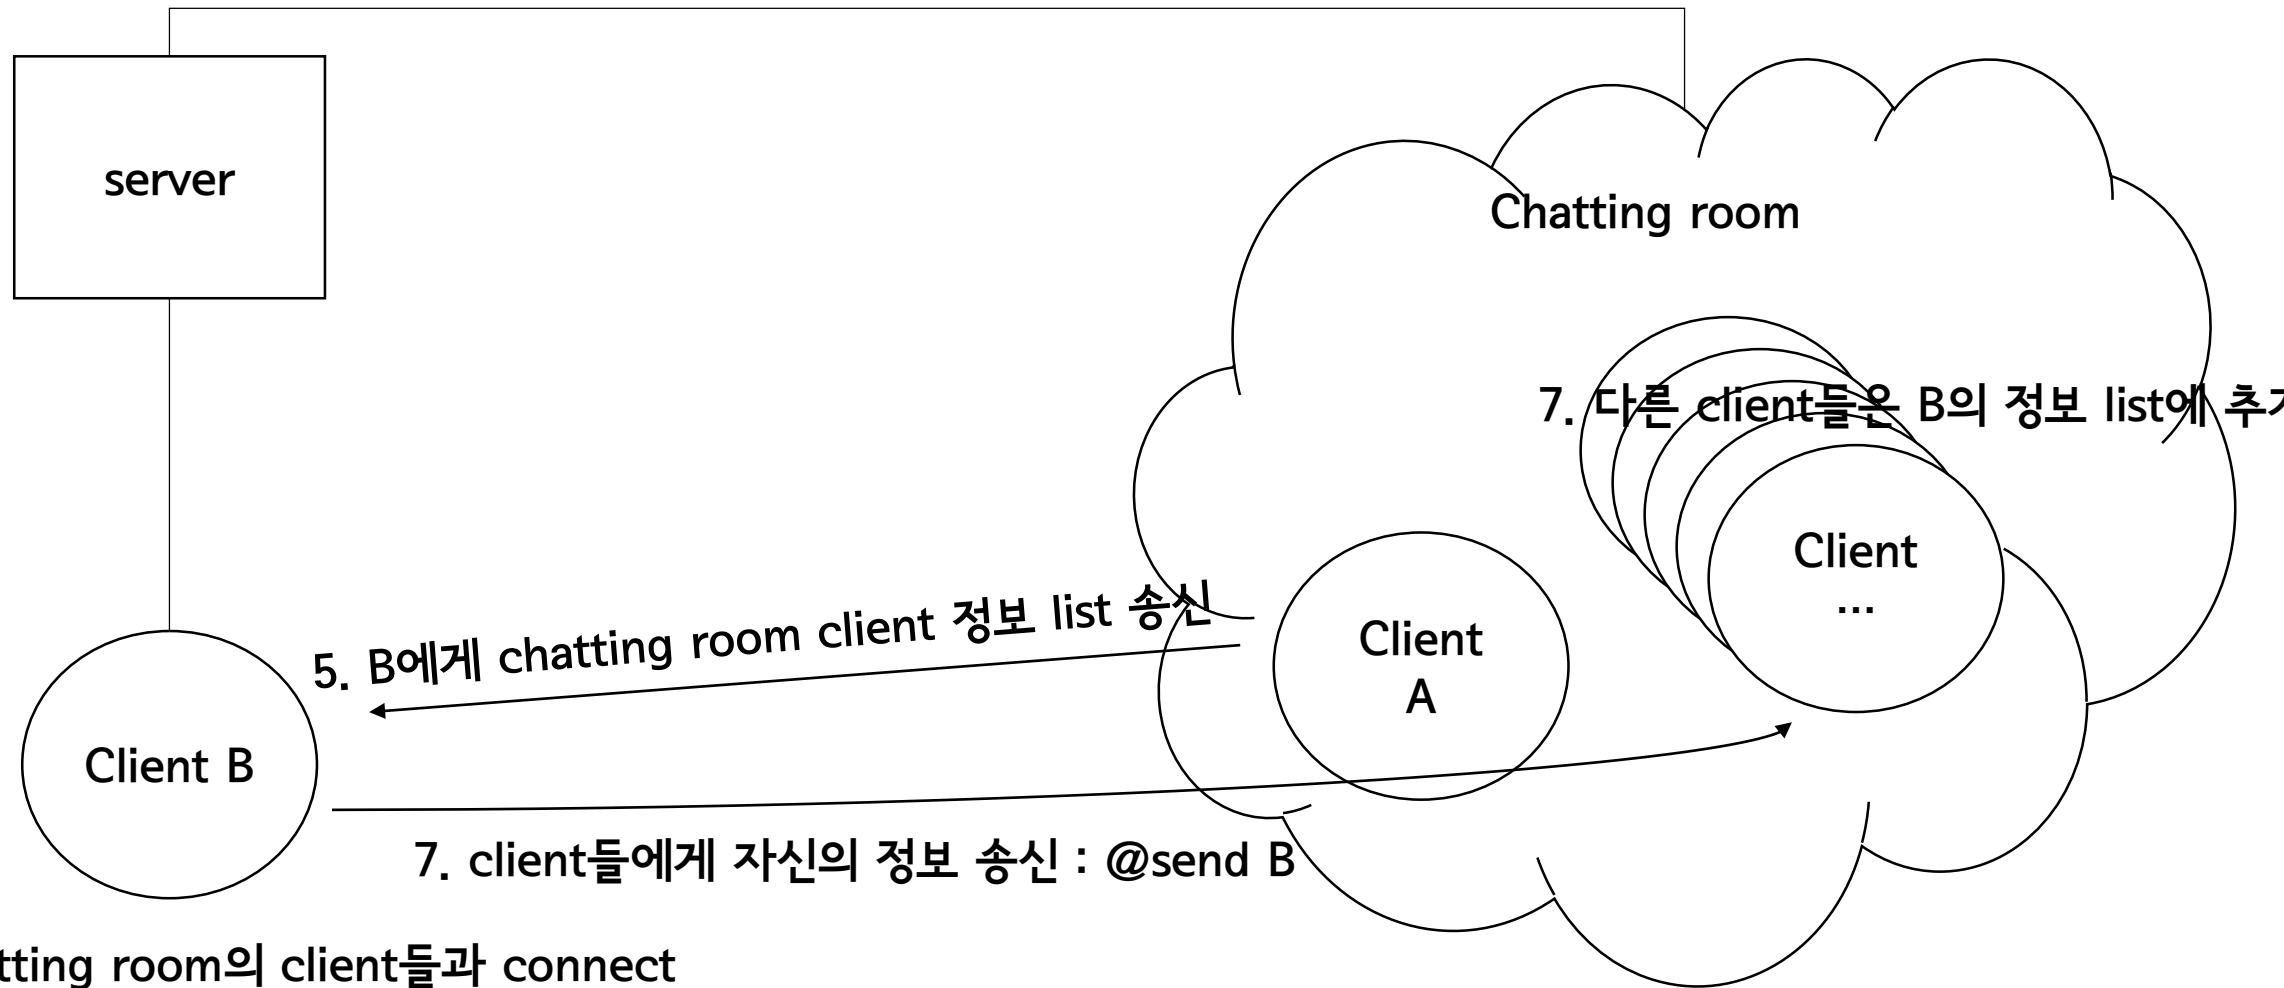 server
Chatting room
7. 다른 client들은 B의 정보 list에
Client
...
5. B에게 chatting room client 정보 list 송신
Client
A
Client B
7. client들에게 자신의 정보 송신 : @send B
room의 client들과 connect